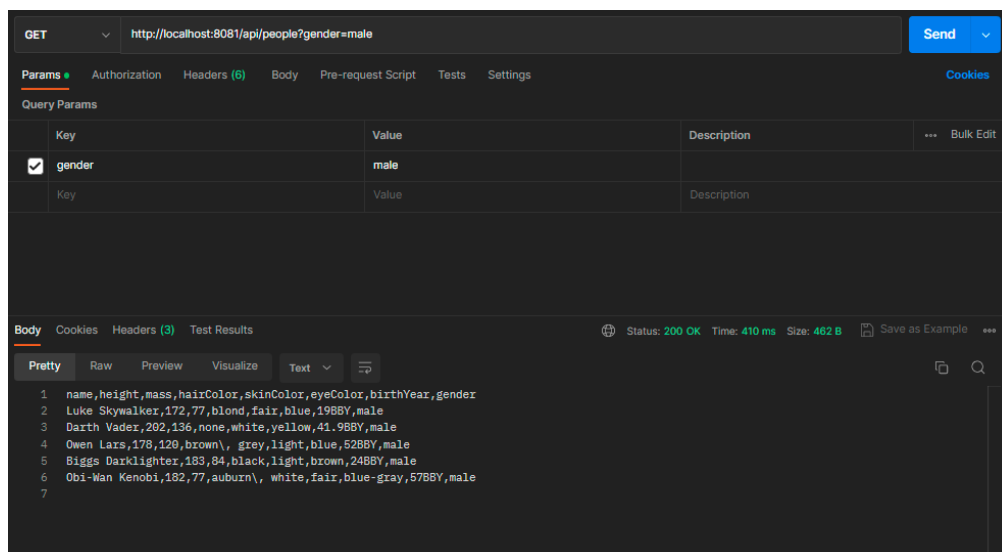 GET http://localhost:8081/api/people?gender=male Send
Params Authorization Headers (6) Body Pre-request Script Tests Settings Cookies
Query Params
Key Value Description Bulk Edit
gender male
Key Value Description
Body Cookies Headers (3) Test Results Status: 200 OK Time: 410 ms Size: 462 B Save as Example
Pretty Raw Preview Visualize Text
1 name,height,mass,hairColor,skinColor,eyeColor,birthYear,gender
2 Luke Skywalker,172,77,blond,fair,blue,19BBY,male
3 Darth Vader,202,136,none,white,yellow,41.9BBY,male
4 Owen Lars,178,120,brown\, grey,light,blue,52BBY,male
5 Biggs Darklighter,183,84,black,light,brown,24BBY,male
6 Obi-Wan Kenobi,182,77,auburn\, white,fair,blue-gray,57BBY,male
7